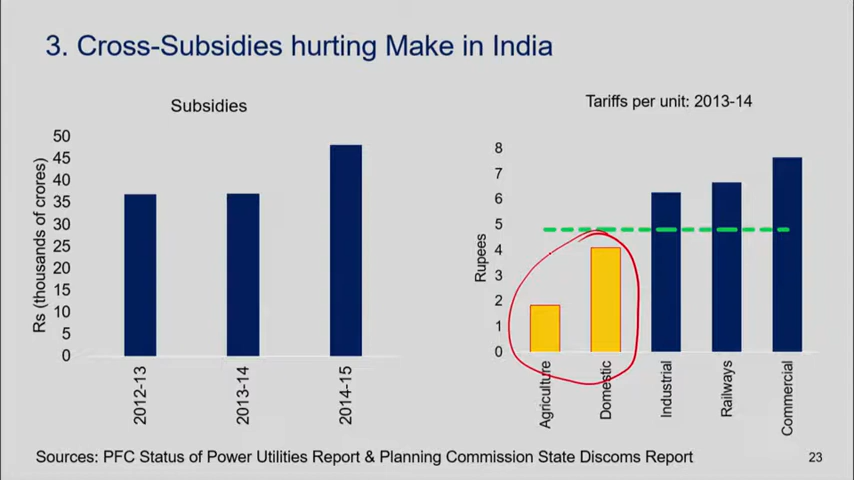 3. Cross-Subsidies hurting Make in India
Subsidies
50
45
40
35
30
25
20
15
10
5
0
Rs (thousands of crores)
2012-13
2013-14
2014-15
Tariffs per unit: 2013-14
8
7
6
5
4
3
2
1
0
Rupees
Agriculture
Domestic
Industrial
Railways
Commercial
Sources: PFC Status of Power Utilities Report & Planning Commission State Discoms Report
23